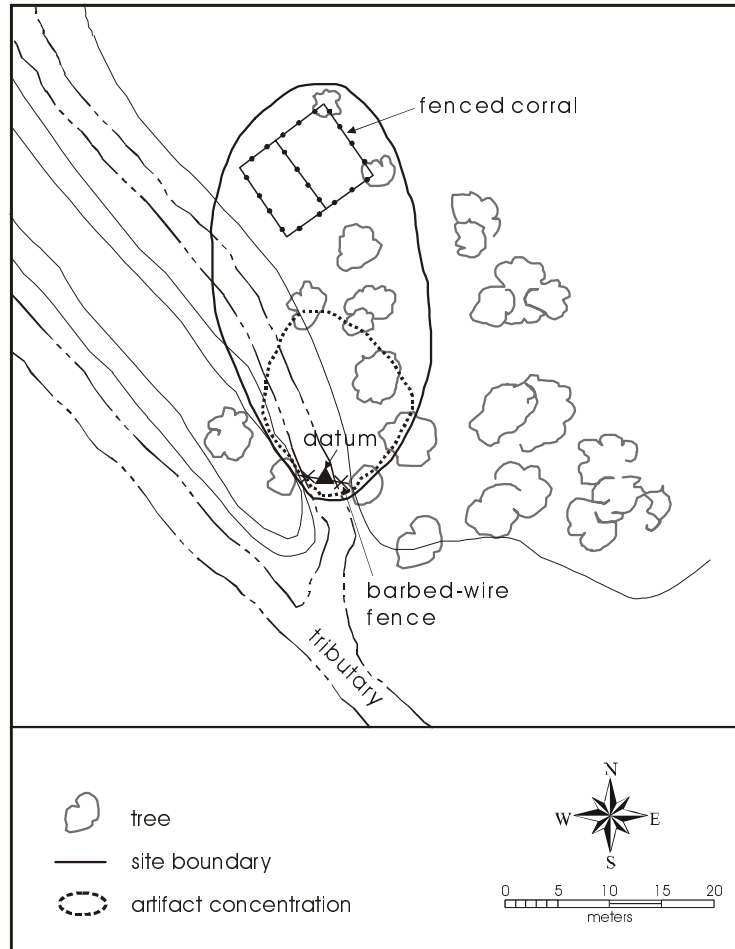 fenced corral
datum
barbed-wire
fence
tributary
tree
site boundary
artifact concentration
N
W E
S
0 5 10 15 20
meters